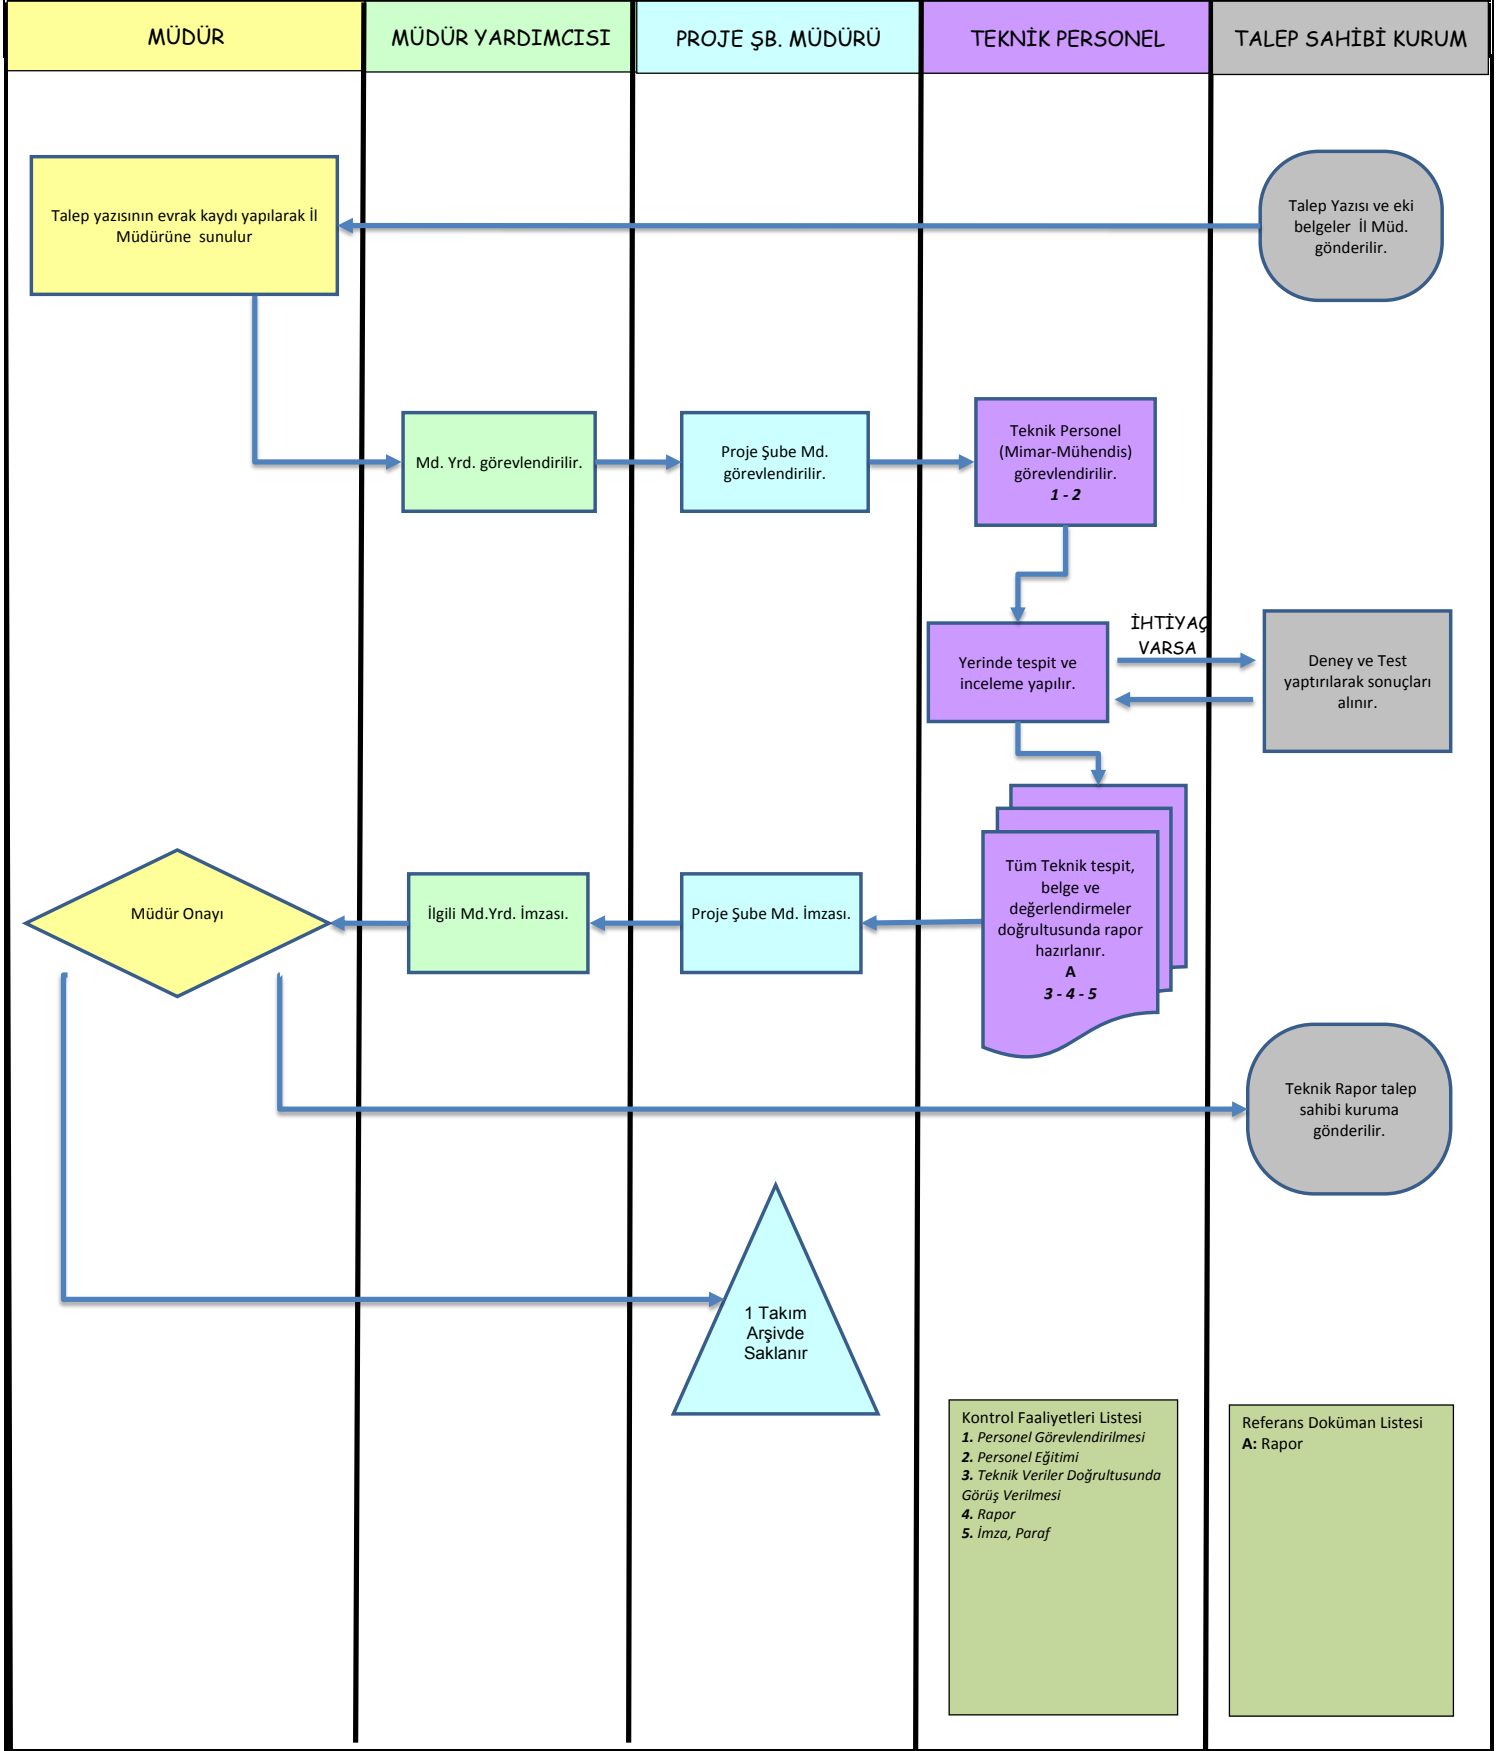 MÜDÜR
MÜDÜR YARDIMCISI
PROJE ŞB. MÜDÜRÜ
TEKNİK PERSONEL
TALEP SAHİBİ KURUM
Talep yazısının evrak kaydı yapılarak İl
Müdürüne sunulur
Talep Yazısı ve eki
belgeler İl Müd.
gönderilir.
Md. Yrd. görevlendirilir.
Proje Şube Md.
görevlendirilir.
Teknik Personel
(Mimar-Mühendis)
görevlendirilir.
1 - 2
Yerinde tespit ve
inceleme yapılır.
İHTİYAÇ
VARSA
Deney ve Test
yaptırılarak sonuçları
alınır.
Müdür Onayı
İlgili Md.Yrd. İmzası.
Proje Şube Md. İmzası.
Tüm Teknik tespit,
belge ve
değerlendirmeler
doğrultusunda rapor
hazırlanır.
A
3 - 4 - 5
Teknik Rapor talep
sahibi kuruma
gönderilir.
1 Takım
Arşivde
Saklanır
Kontrol Faaliyetleri Listesi
1. Personel Görevlendirilmesi
2. Personel Eğitimi
3. Teknik Veriler Doğrultusunda
Görüş Verilmesi
4. Rapor
5. İmza, Paraf
Referans Doküman Listesi
A: Rapor